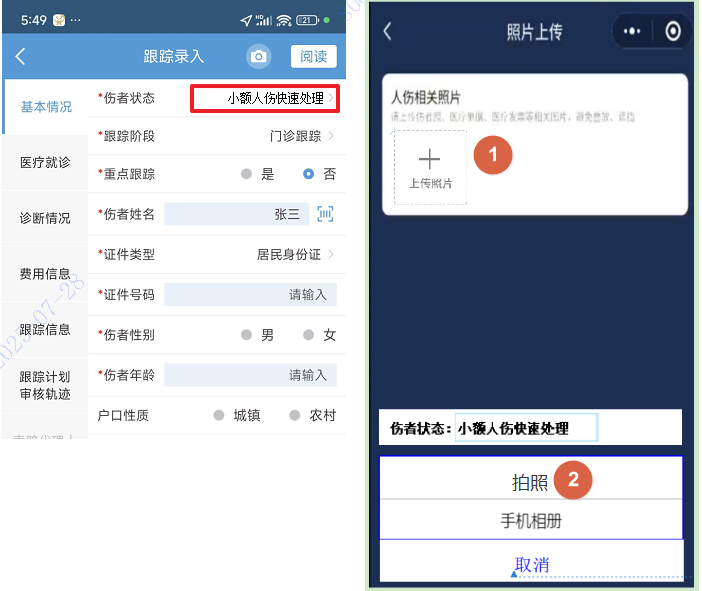 5:49
HD
21
跟踪录入
阅读
基本情况
医疗就诊
诊断情况
费用信息
跟踪信息
跟踪计划
审核轨迹
*伤者状态
小额人伤快速处理
*跟踪阶段
门诊跟踪
*重点跟踪
是
否
*伤者姓名
张三
*证件类型
居民身份证
*证件号码
请输入
*伤者性别
男
女
*伤者年龄
请输入
户口性质
城镇
农村
2023-07-28
照片上传
人伤相关照片
请上传伤者照、医疗单据、医疗发票等相关图片，避免叠放、遮挡
上传照片
1
伤者状态：小额人伤快速处理
拍照
2
手机相册
取消